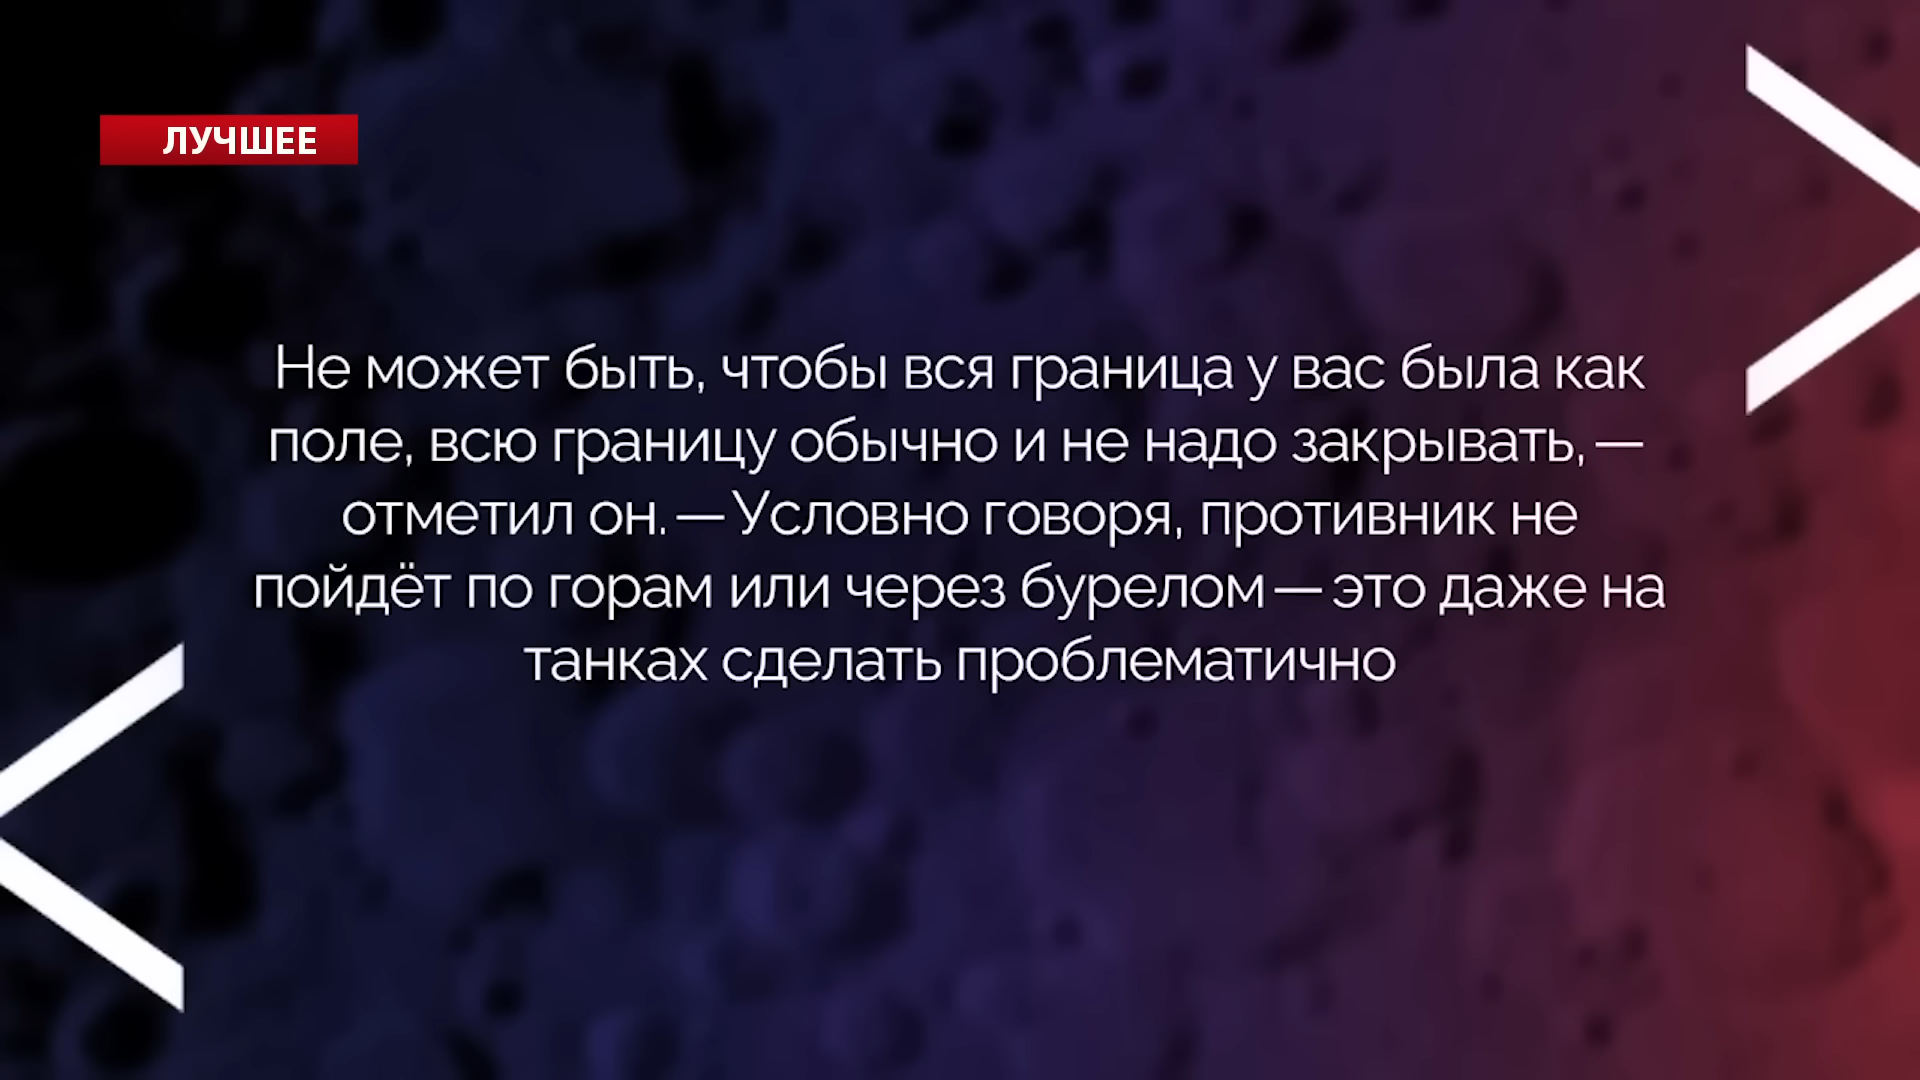 ЛУЧШЕЕ
Не может быть, чтобы вся граница у вас была как
поле, всю границу обычно и не надо закрывать, —
отметил он. — Условно говоря, противник не
пойдёт по горам или через бурелом — это даже на
танках сделать проблематично